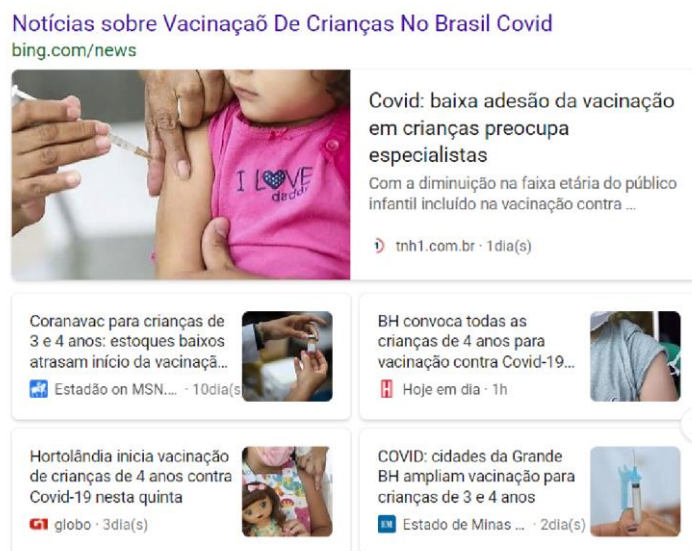 Notícias sobre Vacinaçaõ De Crianças No Brasil Covid
bing.com/news
I LOVE
daddy
Covid: baixa adesão da vacinação
em crianças preocupa
especialistas
Com a diminuição na faixa etária do público
infantil incluído na vacinação contra ...
tnh1.com.br · 1dia(s)
Coranavac para crianças de
3 e 4 anos: estoques baixos
atrasam início da vacinaçã...
Estadão on MSN.... · 10dia(s
BH convoca todas as
crianças de 4 anos para
vacinação contra Covid-19...
H Hoje em dia · 1h
Hortolândia inicia vacinação
de crianças de 4 anos contra
Covid-19 nesta quinta
G1 globo · 3dia(s)
COVID: cidades da Grande
BH ampliam vacinação para
crianças de 3 e 4 anos
EM Estado de Minas ... · 2dia(s)